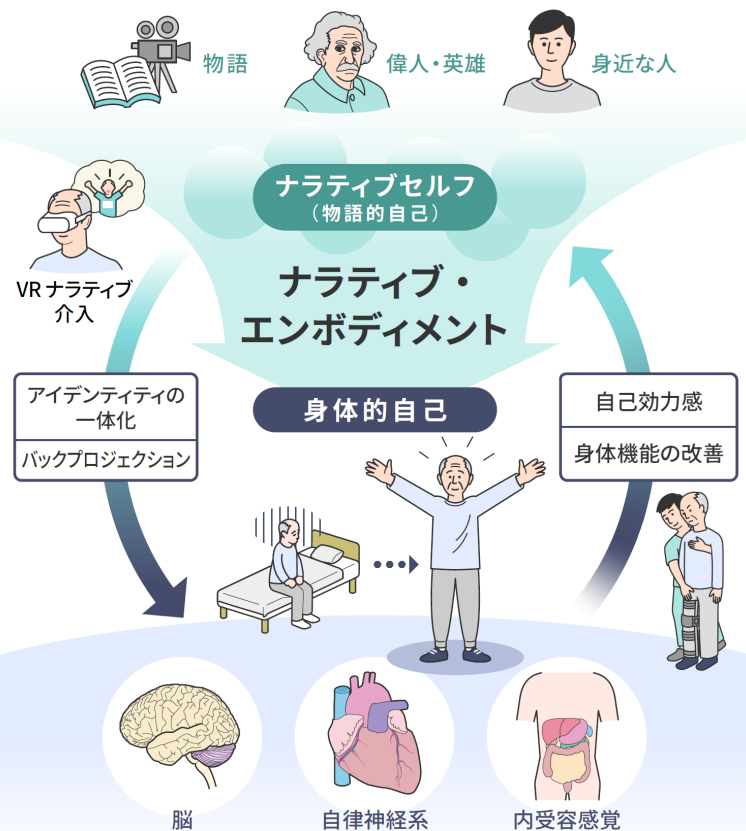 物語
偉人・英雄
身近な人
ナラティブセルフ
（物語的自己）
VRナラティブ
介入
ナラティブ・
エンボディメント
アイデンティティの
一体化
バックプロジェクション
身体的自己
自己効力感
身体機能の改善
脳
自律神経系
内受容感覚